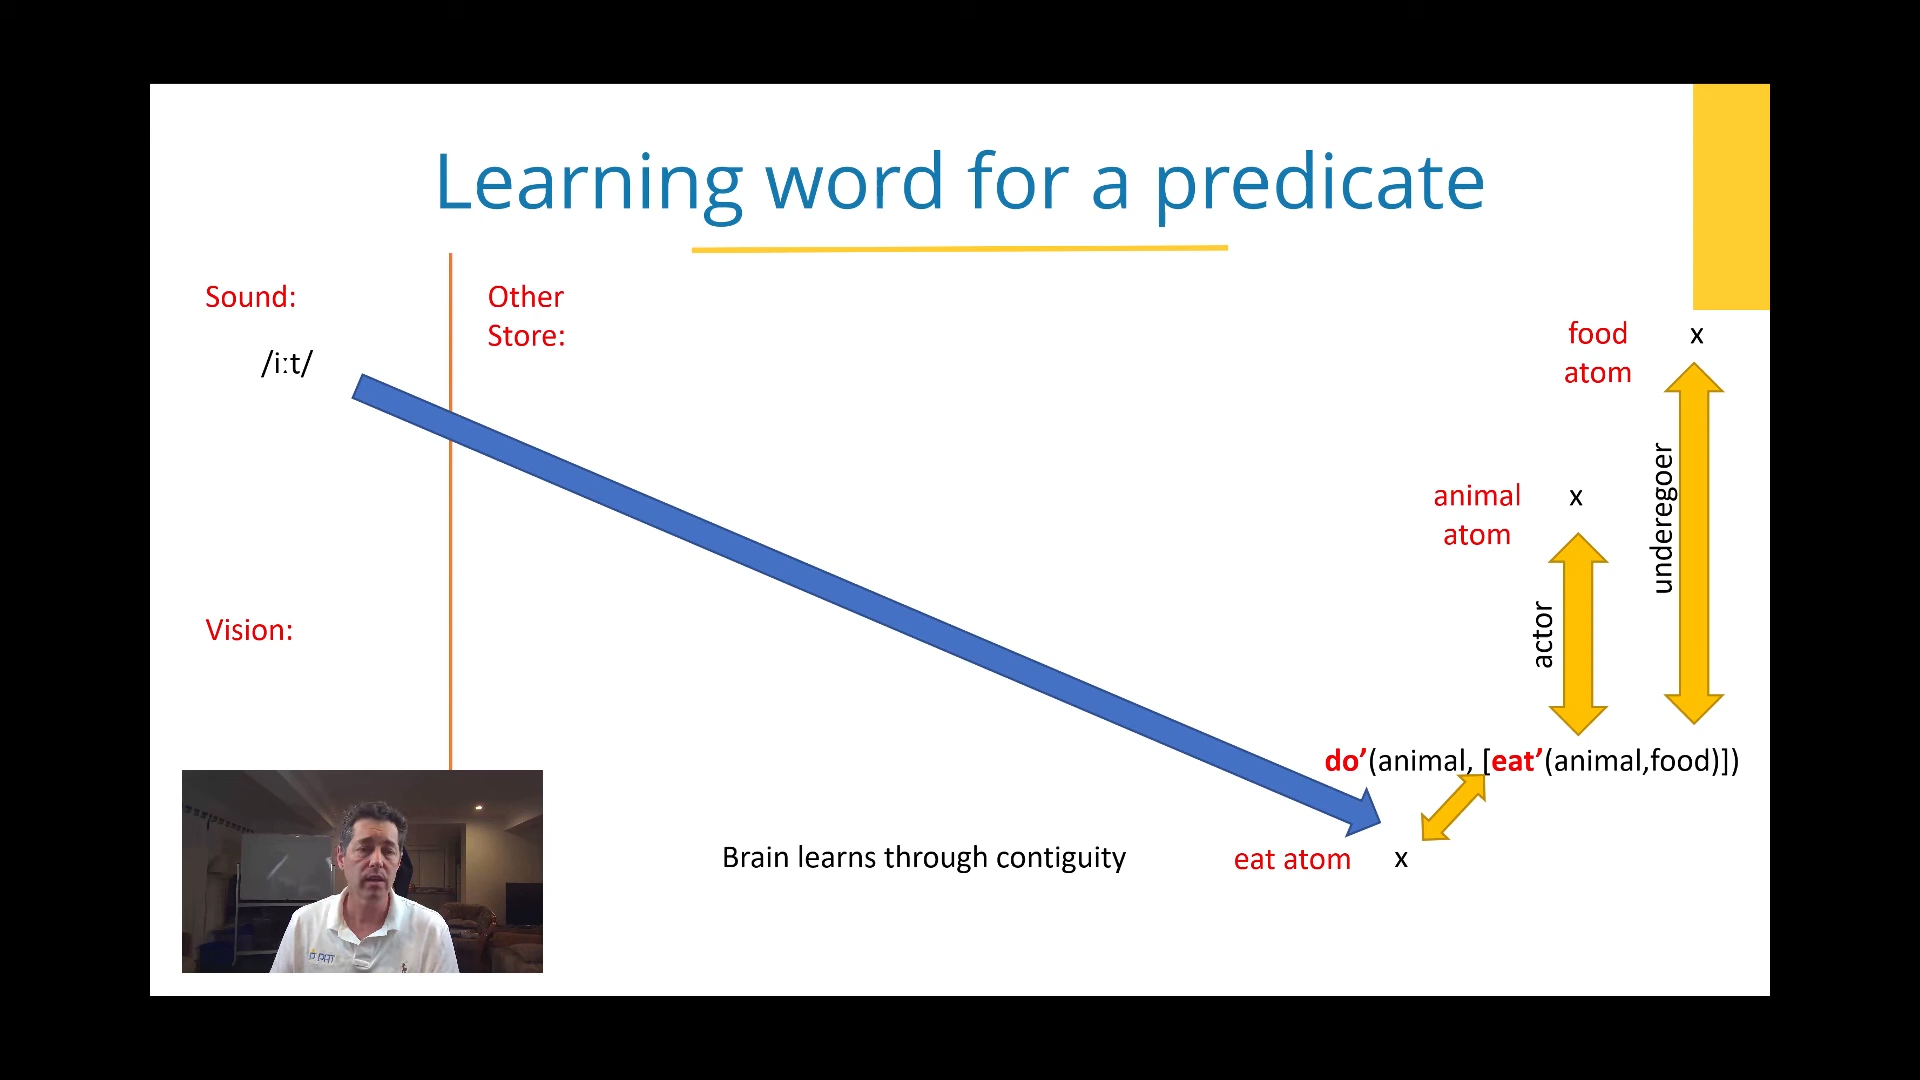 Learning word for a predicate
Sound:
/iːt/
Other
Store:
food
atom
x
underegoer
animal
atom
x
actor
Vision:
do’(animal, [eat’(animal,food)])
Brain learns through contiguity
eat atom
x